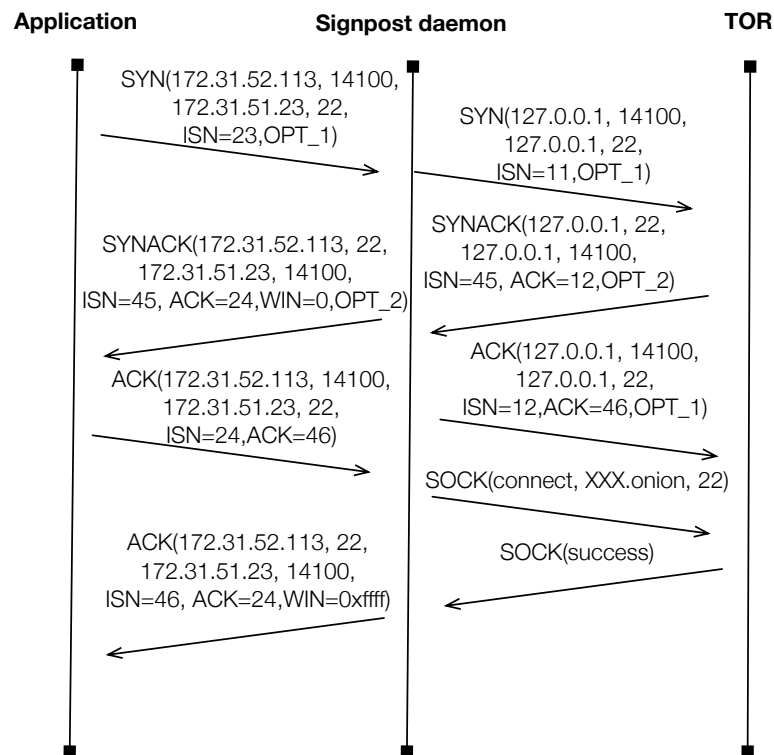 Application
Signpost daemon
TOR
SYN(172.31.52.113, 14100,
172.31.51.23, 22,
ISN=23,OPT_1)
SYN(127.0.0.1, 14100,
127.0.0.1, 22,
ISN=11,OPT_1)
SYNACK(127.0.0.1, 22,
127.0.0.1, 14100,
ISN=45, ACK=12,OPT_2)
SYNACK(172.31.52.113, 22,
172.31.51.23, 14100,
ISN=45, ACK=24,WIN=0,OPT_2)
ACK(127.0.0.1, 14100,
127.0.0.1, 22,
ISN=12,ACK=46,OPT_1)
ACK(172.31.52.113, 14100,
172.31.51.23, 22,
ISN=24,ACK=46)
SOCK(connect, XXX.onion, 22)
SOCK(success)
ACK(172.31.52.113, 22,
172.31.51.23, 14100,
ISN=46, ACK=24,WIN=0xffff)